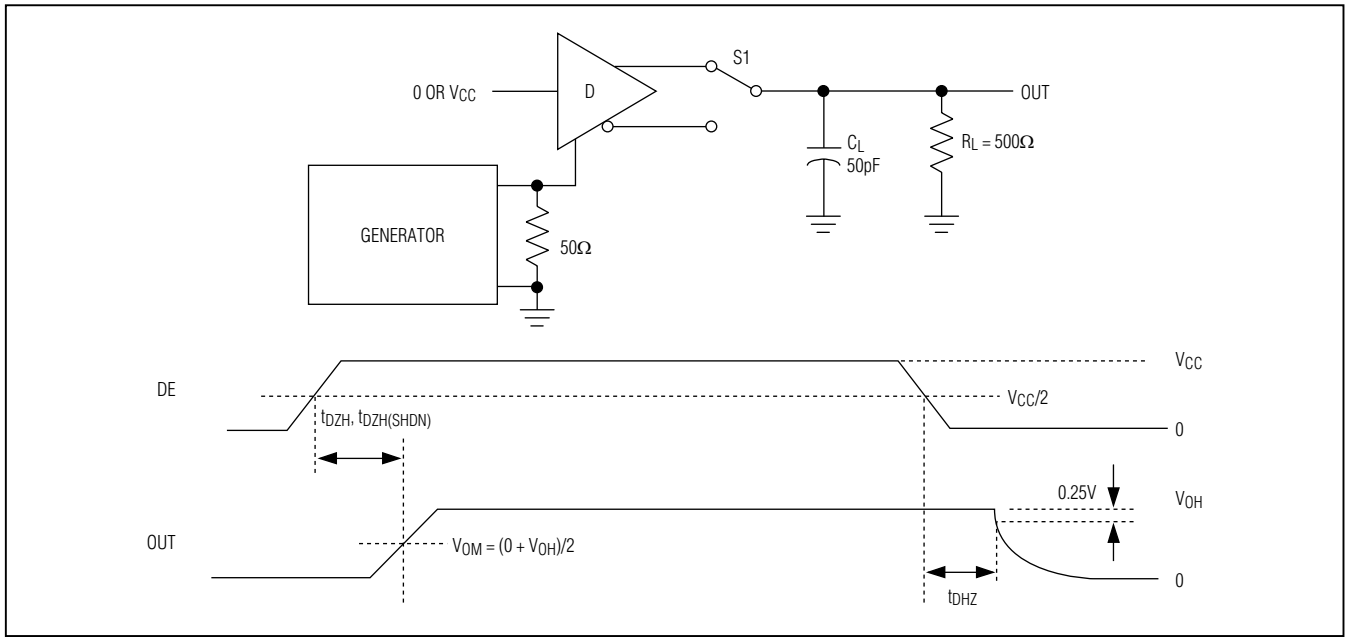 S1
0 OR VCC
D
OUT
CL
50pF
RL = 500Ω
GENERATOR
50Ω
VCC
DE
VCC/2
tDZH, tDZH(SHDN)
0
0.25V
VOH
OUT
VOM = (0 + VOH)/2
0
tDHZ